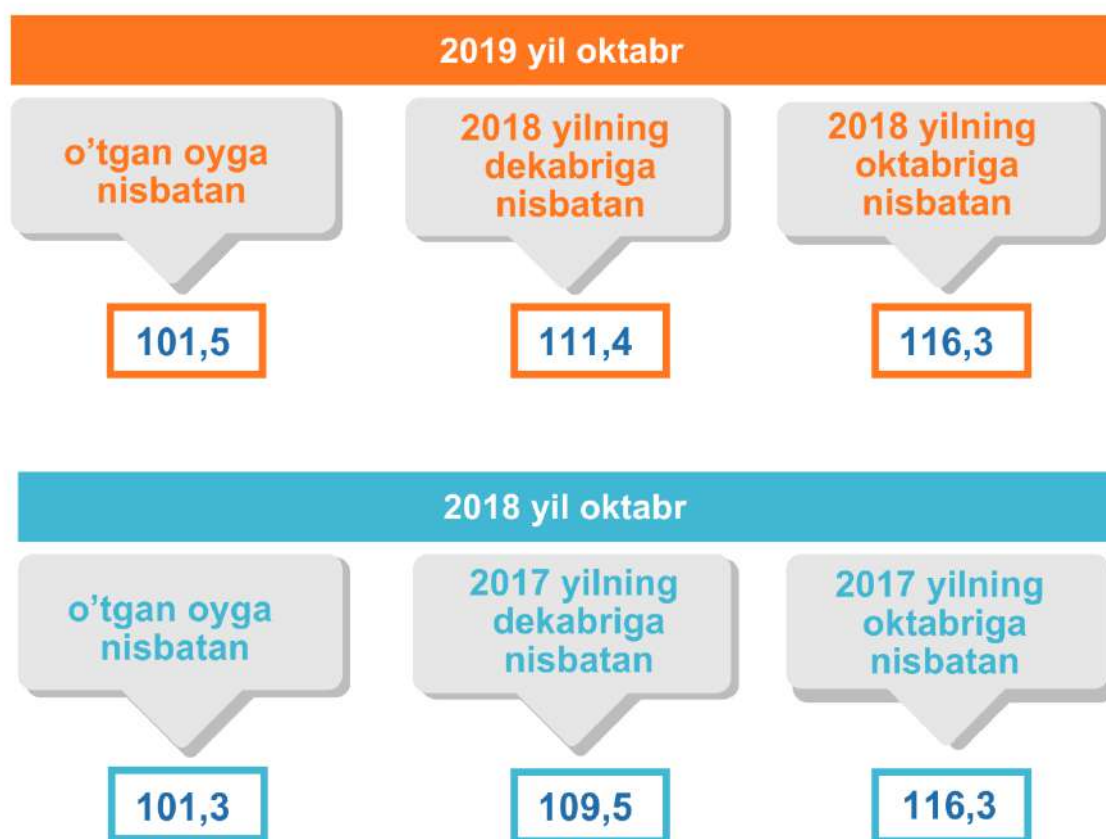 2019 yil oktabr
o’tgan oyga
nisbatan
2018 yilning
dekabriga
nisbatan
2018 yilning
oktabriga
nisbatan
101,5
111,4
116,3
2018 yil oktabr
o’tgan oyga
nisbatan
2017 yilning
dekabriga
nisbatan
2017 yilning
oktabriga
nisbatan
101,3
109,5
116,3